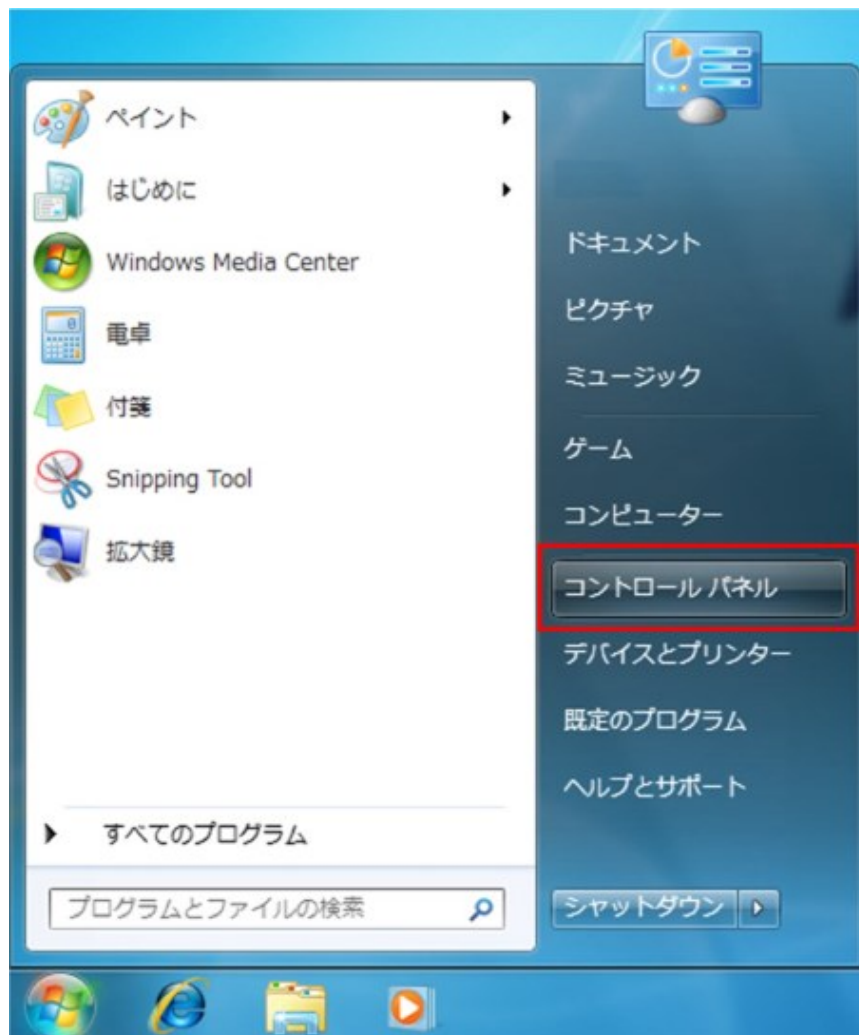 ペイント
はじめに
Windows Media Center
電卓
付箋
Snipping Tool
拡大鏡
すべてのプログラム
プログラムとファイルの検索
ドキュメント
ピクチャ
ミュージック
ゲーム
コンピューター
コントロール パネル
デバイスとプリンター
既定のプログラム
ヘルプとサポート
シャットダウン